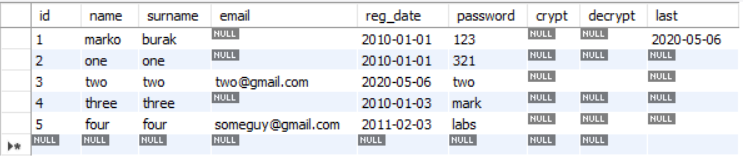 id name surname email reg_date password crypt decrypt last
1 marko burak NULL 2010-01-01 123 NULL NULL 2020-05-06
2 one one NULL 2010-01-01 321 NULL NULL NULL
3 two two two@gmail.com 2020-05-06 two NULL NULL NULL
4 three three NULL 2010-01-03 mark NULL NULL NULL
5 four four someguy@gmail.com 2011-02-03 labs NULL NULL NULL
NULL NULL NULL NULL NULL NULL NULL NULL NULL